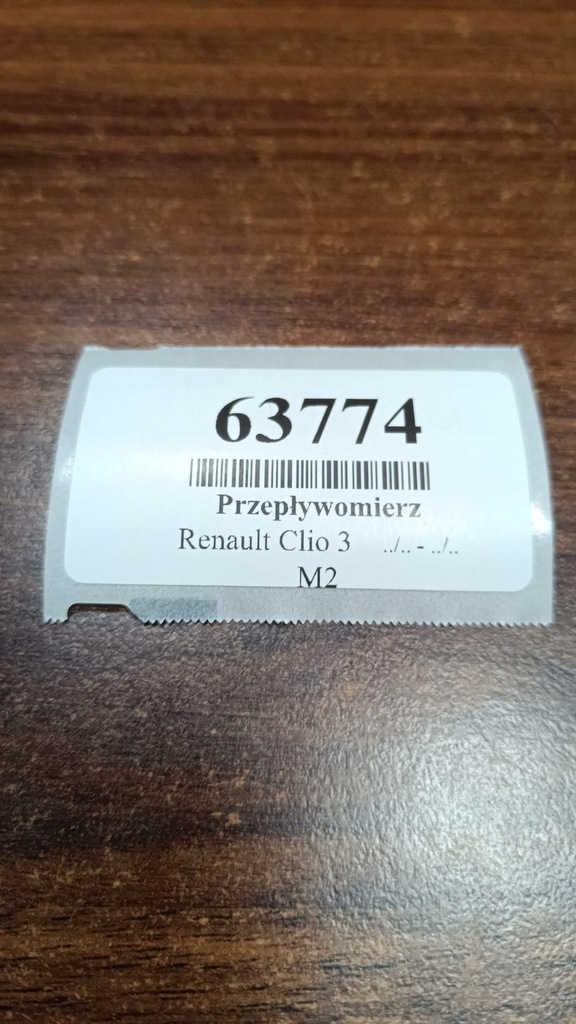 63774
Przepływomierz
Renault Clio 3 ../.. - ../..
M2